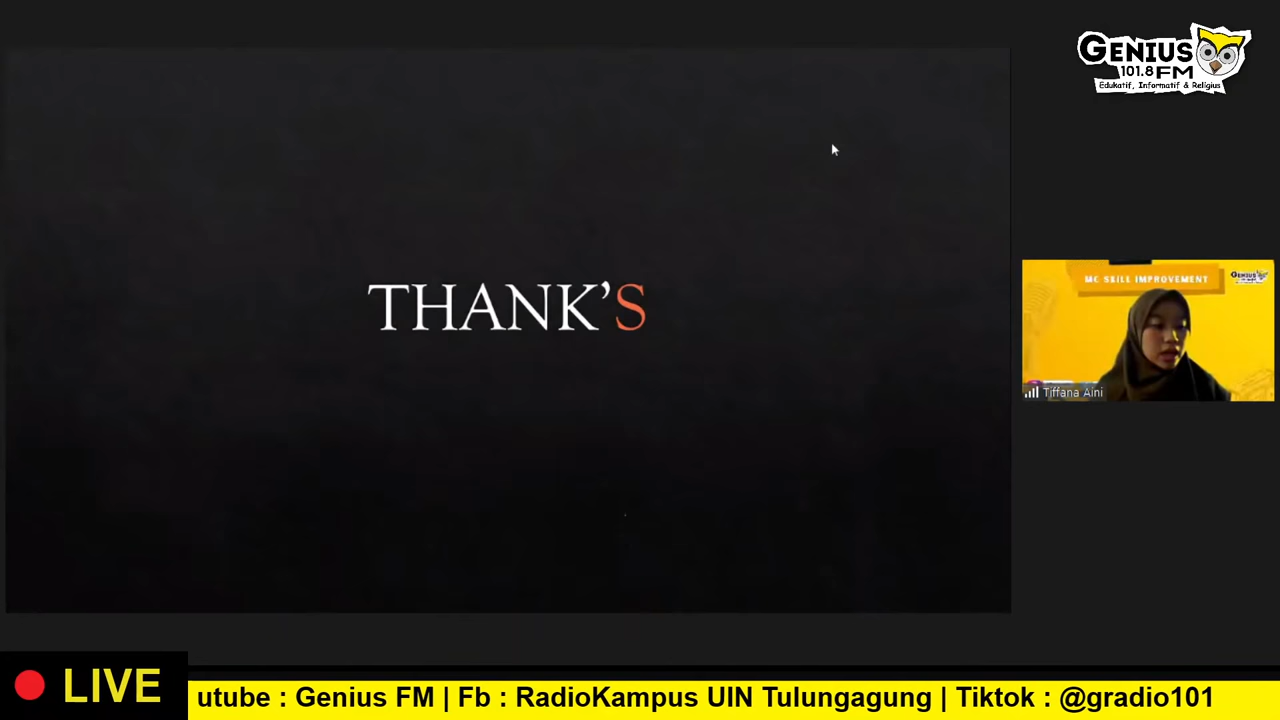 GENIUS
101.8 FM
Edukatif, Informatif & Religius
THANK'S
MC SKILL IMPROVEMENT
GENIUS
Tiffana Aini
LIVE
utube : Genius FM | Fb : RadioKampus UIN Tulungagung | Tiktok : @gradio101